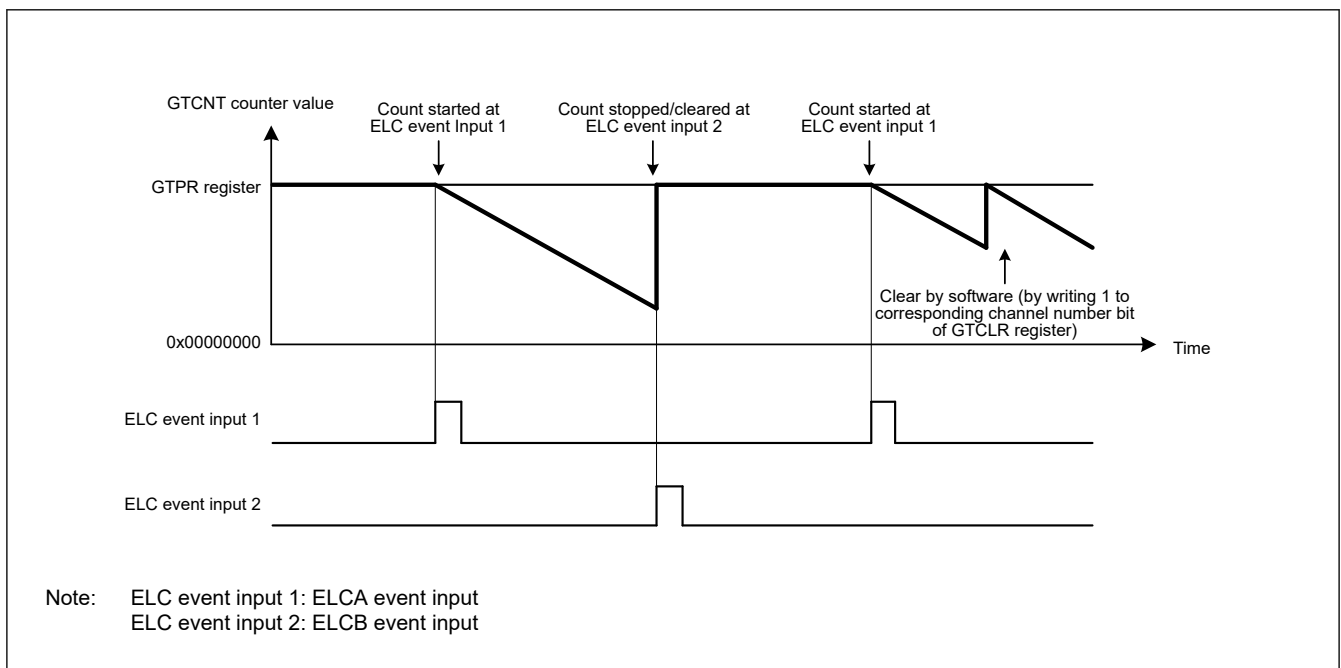 GTCNT counter value
Count started at
ELC event Input 1
Count stopped/cleared at
ELC event input 2
Count started at
ELC event input 1
GTPR register
Clear by software (by writing 1 to
corresponding channel number bit
of GTCLR register)
0x00000000
Time
ELC event input 1
ELC event input 2
Note: ELC event input 1: ELCA event input
ELC event input 2: ELCB event input